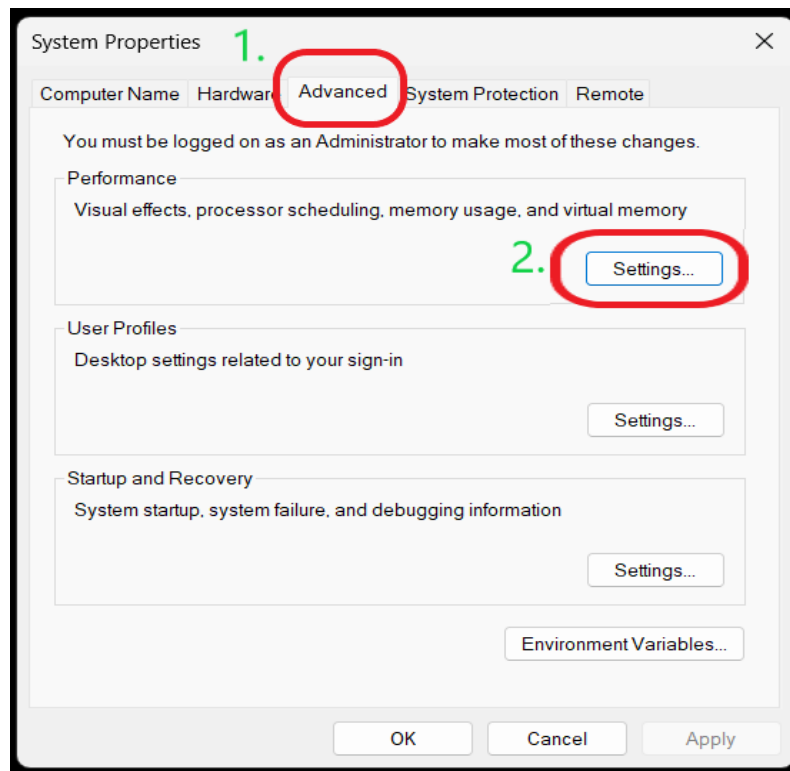 System Properties 1.
Computer Name Hardware Advanced System Protection Remote
You must be logged on as an Administrator to make most of these changes.
Performance
Visual effects, processor scheduling, memory usage, and virtual memory
2. Settings...
User Profiles
Desktop settings related to your sign-in
Settings...
Startup and Recovery
System startup, system failure, and debugging information
Settings...
Environment Variables...
OK Cancel Apply